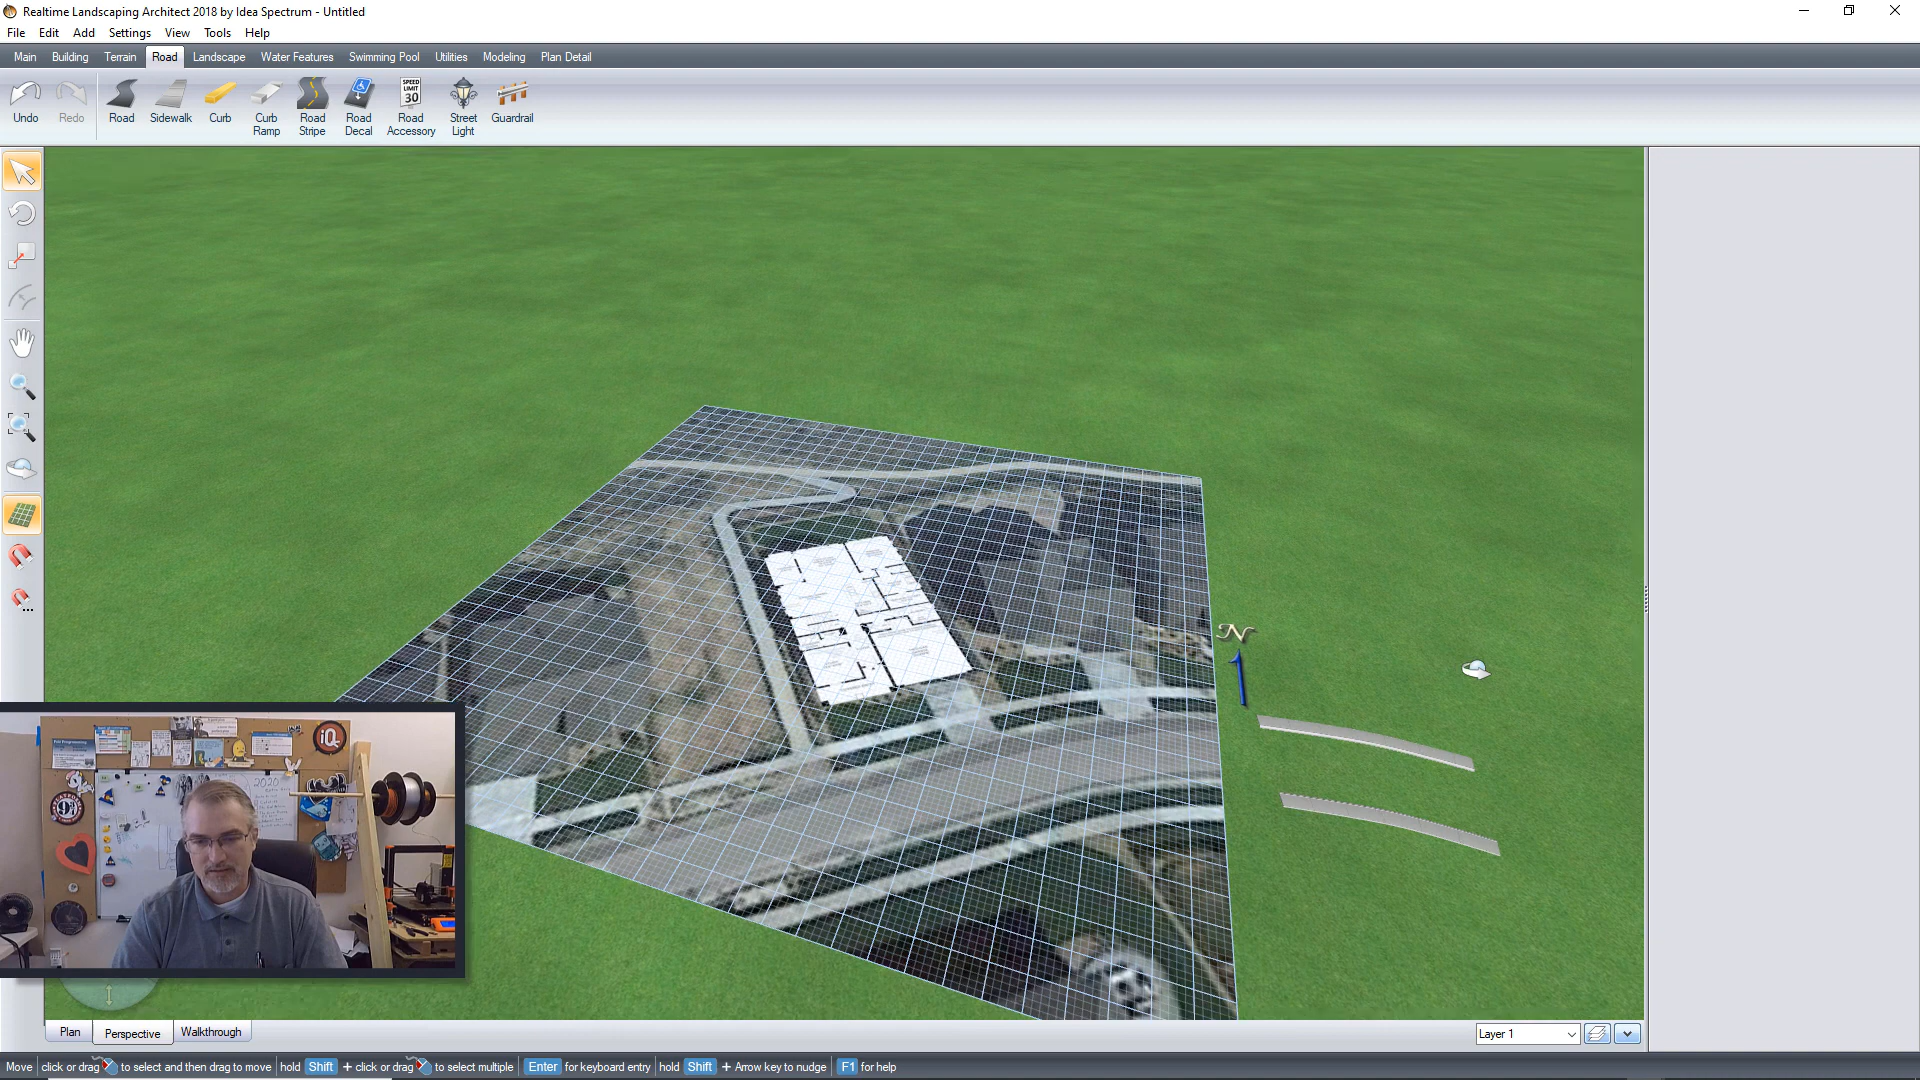 Realtime Landscaping Architect 2018 by Idea Spectrum - Untitled
File Edit Add Settings View Tools Help
Main Building Terrain Road Landscape Water Features Swimming Pool Utilities Modeling Plan Detail
SPEED LIMIT 30
Undo Redo Road Sidewalk Curb Curb Ramp Road Stripe Road Decal Road Accessory Street Light Guardrail
N
iQ
2020
Plan Perspective Walkthrough
Layer 1
Move click or drag to select and then drag to move hold Shift + click or drag to select multiple Enter for keyboard entry hold Shift + Arrow key to nudge F1 for help